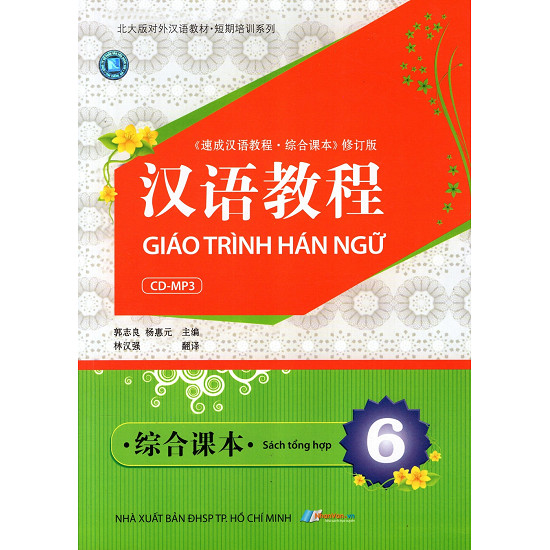 北大版对外汉语教材·短期培训系列
《速成汉语教程·综合课本》修订版
汉语教程
GIÁO TRÌNH HÁN NGỮ
CD-MP3
郭志良 杨惠元 主编
林汉强 翻译
·综合课本·
Sách tổng hợp
6
NHÀ XUẤT BẢN ĐHSP TP. HỒ CHÍ MINH